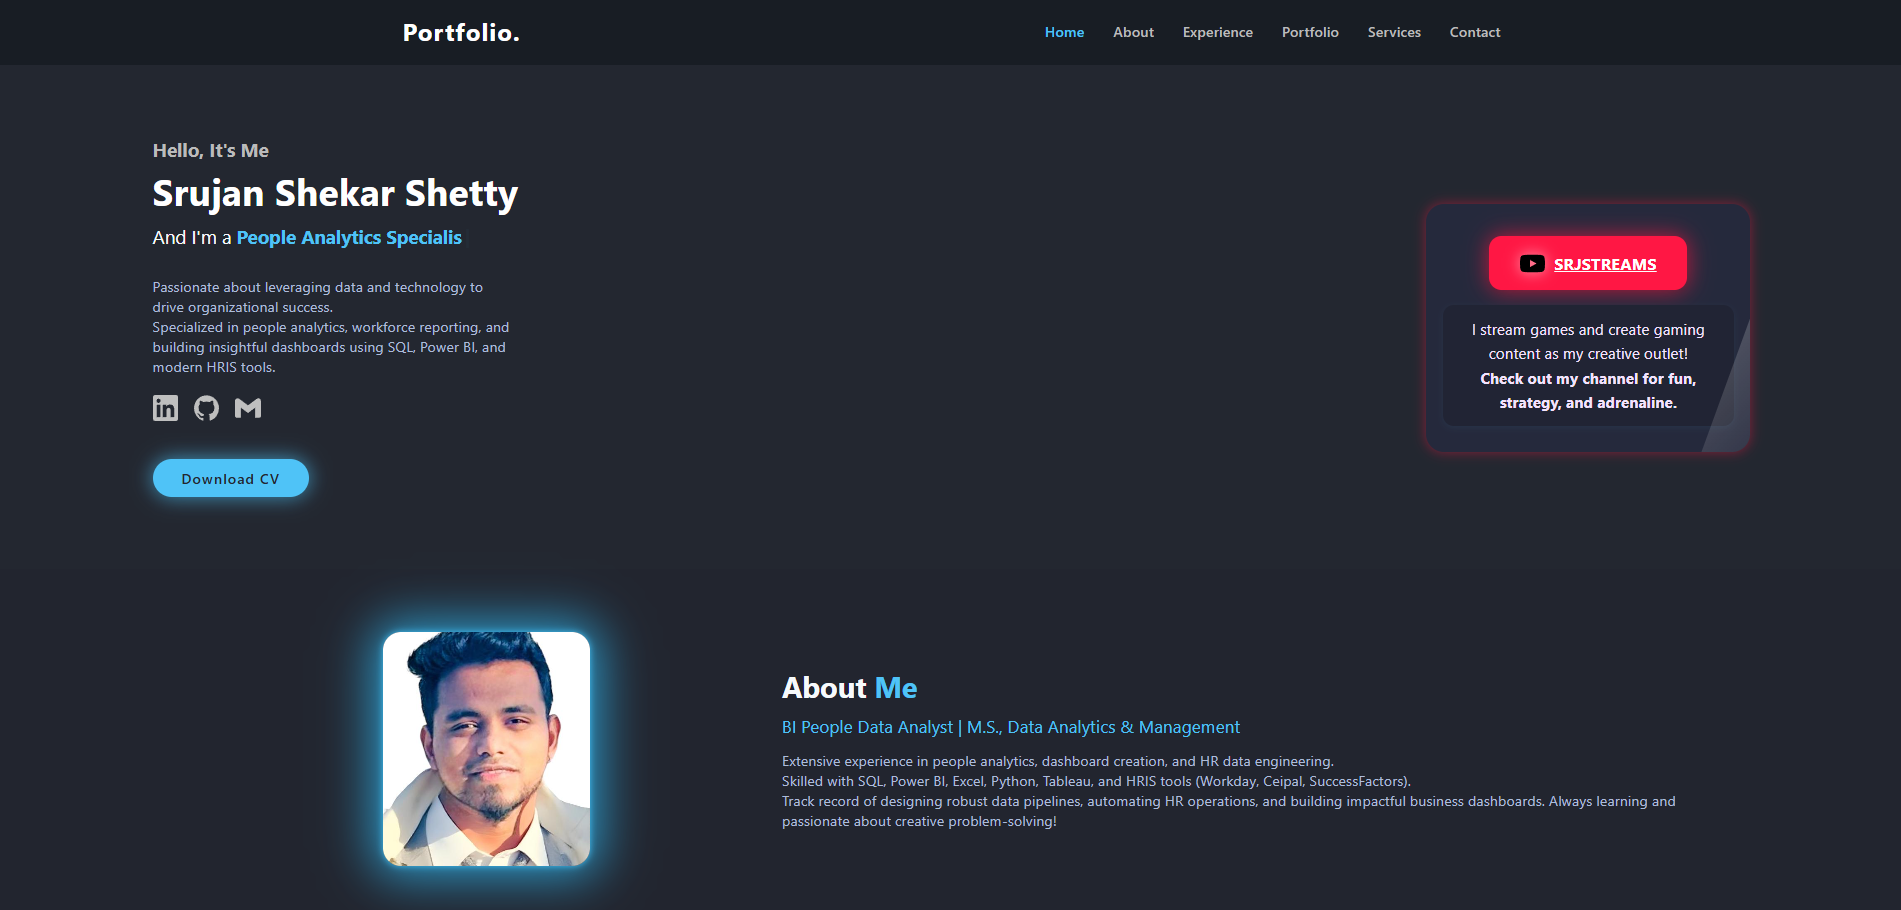 Portfolio.
Home
About
Experience
Portfolio
Services
Contact
Hello, It's Me
Srujan Shekar Shetty
And I'm a People Analytics Specialis
Passionate about leveraging data and technology to
drive organizational success.
Specialized in people analytics, workforce reporting, and
building insightful dashboards using SQL, Power BI, and
modern HRIS tools.
Download CV
SRJSTREAMS
I stream games and create gaming
content as my creative outlet!
Check out my channel for fun,
strategy, and adrenaline.
About Me
BI People Data Analyst | M.S., Data Analytics & Management
Extensive experience in people analytics, dashboard creation, and HR data engineering.
Skilled with SQL, Power BI, Excel, Python, Tableau, and HRIS tools (Workday, Ceipal, SuccessFactors).
Track record of designing robust data pipelines, automating HR operations, and building impactful business dashboards. Always learning and
passionate about creative problem-solving!